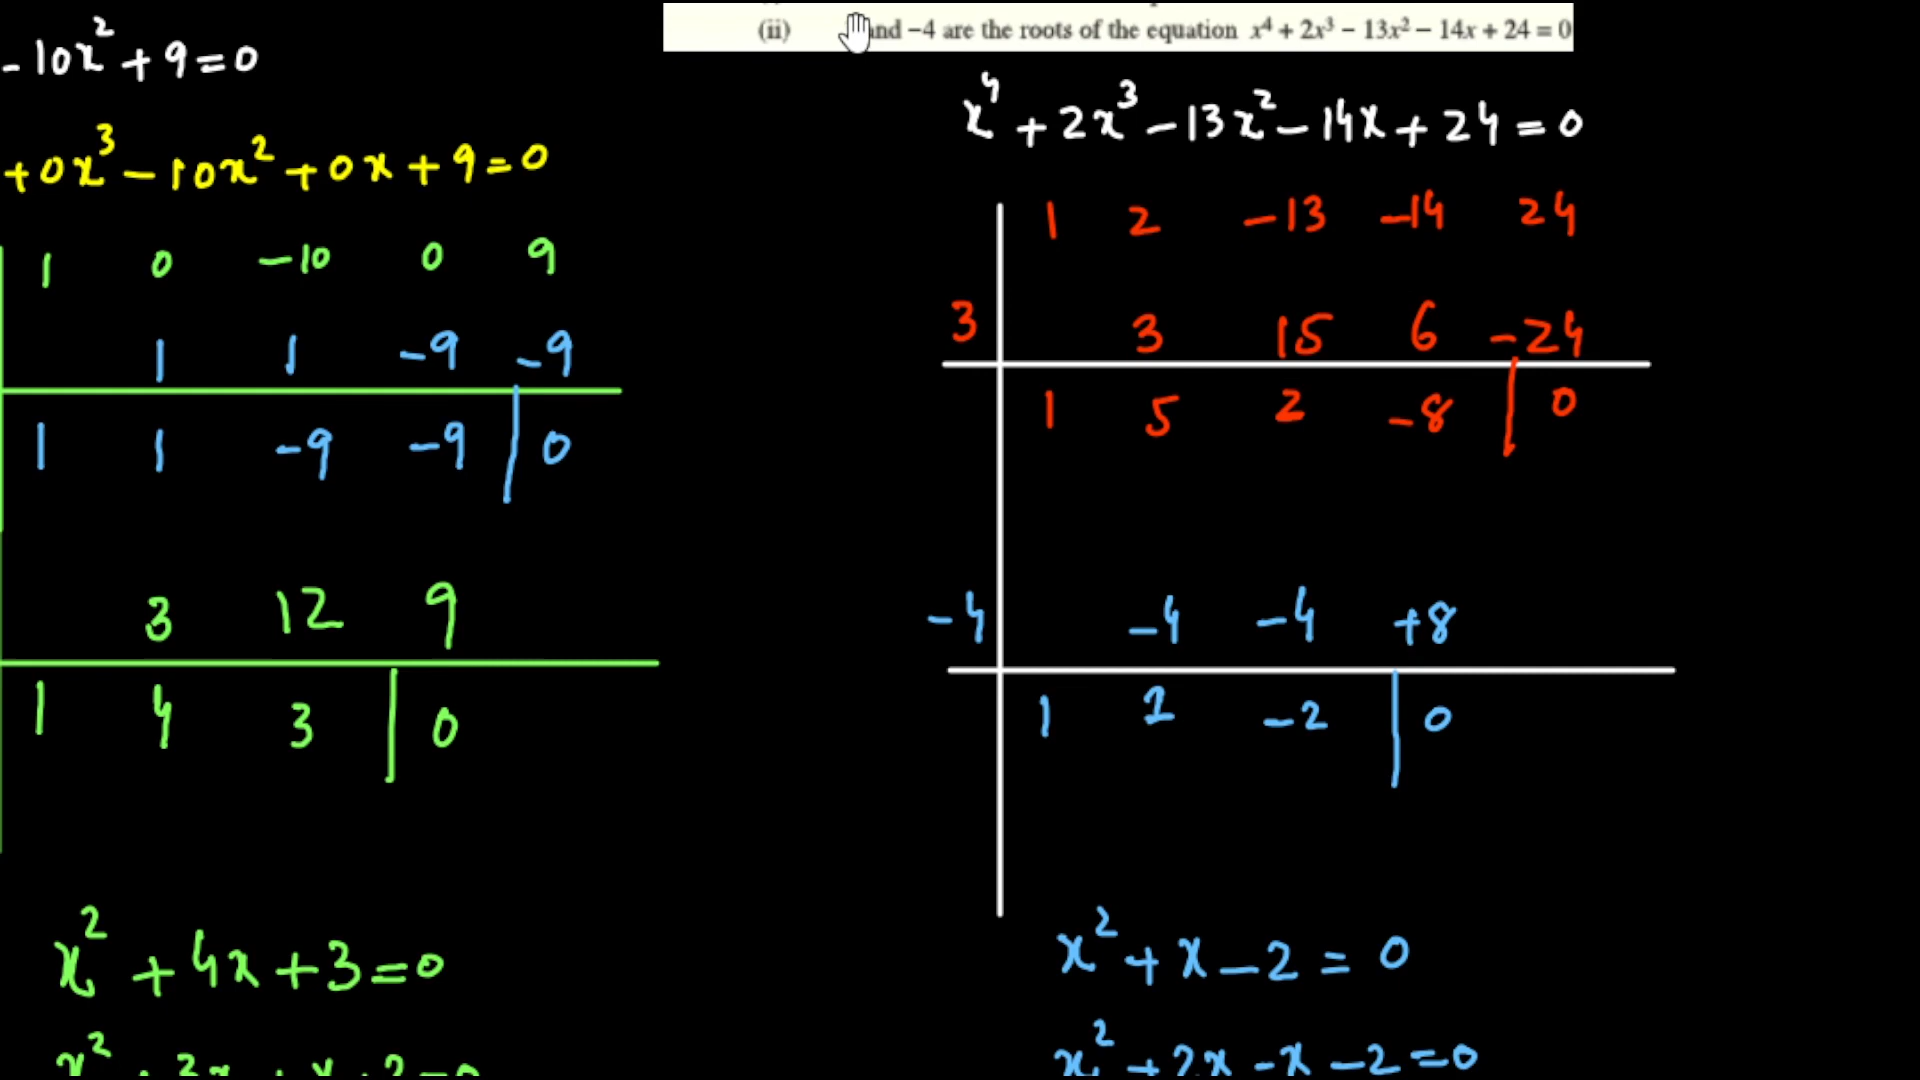 - 10x² + 9 = 0
+ 0x³ - 10x² + 0x + 9 = 0
1 0 -10 0 9
1 1 -9 -9
1 1 -9 -9 0
3 12 9
1 4 3 0
x² + 4x + 3 = 0
(ii) and −4 are the roots of the equation x⁴ + 2x³ − 13x² − 14x + 24 = 0
x⁴ + 2x³ - 13x² - 14x + 24 = 0
1 2 -13 -14 24
3 3 15 6 -24
1 5 2 -8 0
-4 -4 -4 +8
1 1 -2 0
x² + x - 2 = 0
x² + 2x - x - 2 = 0